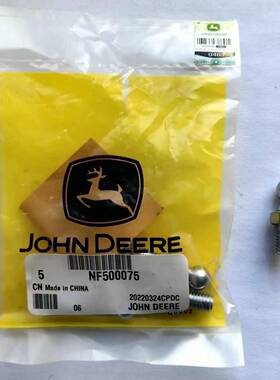 JOHN DEERE
5 NF500075
CN Made in CHINA
20220324CPDC
06 JOHN DEERE